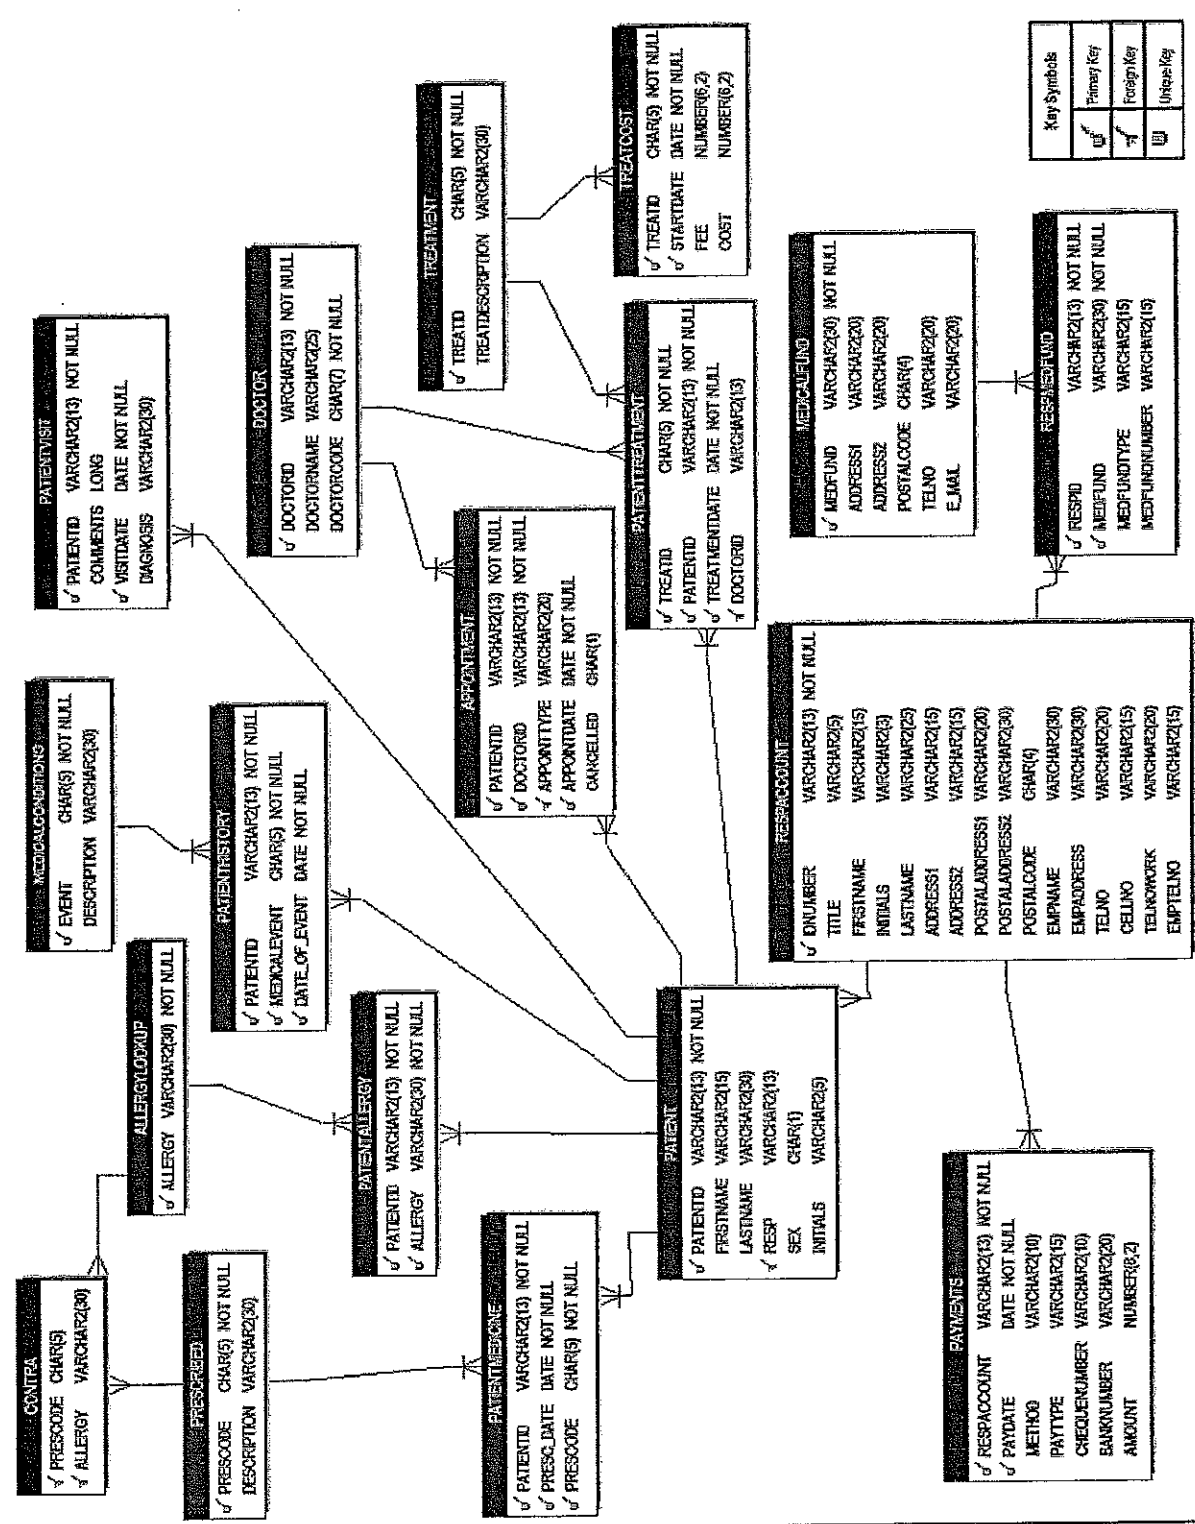 CONTRA
PRESCODE CHAR(5)
ALLERGY VARCHAR2(30)
PRESCRIBED
PRESCODE CHAR(5) NOT NULL
DESCRIPTION VARCHAR2(30)
ALLERGYLOOKUP
ALLERGY VARCHAR2(30) NOT NULL
MEDICALCONDITIONS
EVENT CHAR(5) NOT NULL
DESCRIPTION VARCHAR2(30)
PATIENTVISIT
PATIENTID VARCHAR2(13) NOT NULL
COMMENTS LONG
VISITDATE DATE NOT NULL
DIAGNOSIS VARCHAR2(30)
PATIENTHISTORY
PATIENTID VARCHAR2(13) NOT NULL
MEDICALEVENT CHAR(5) NOT NULL
DATE_OF_EVENT DATE NOT NULL
DOCTOR
DOCTORID VARCHAR2(13) NOT NULL
DOCTORNAME VARCHAR2(25)
DOCTORCODE CHAR(7) NOT NULL
PATIENTALLERGY
PATIENTID VARCHAR2(13) NOT NULL
ALLERGY VARCHAR2(30) NOT NULL
TREATMENT
TREATID CHAR(5) NOT NULL
TREATDESCRIPTION VARCHAR2(30)
PATIENTMEDICINE
PATIENTID VARCHAR2(13) NOT NULL
PRESC_DATE DATE NOT NULL
PRESCODE CHAR(5) NOT NULL
APPOINTMENT
PATIENTID VARCHAR2(13) NOT NULL
DOCTORID VARCHAR2(13) NOT NULL
APPOINTTYPE VARCHAR2(20)
APPOINTDATE DATE NOT NULL
CANCELLED CHAR(1)
TREATCOST
TREATID CHAR(5) NOT NULL
STARTDATE DATE NOT NULL
FEE NUMBER(6,2)
COST NUMBER(6,2)
PATIENTTREATMENT
TREATID CHAR(5) NOT NULL
PATIENTID VARCHAR2(13) NOT NULL
TREATMENTDATE DATE NOT NULL
DOCTORID VARCHAR2(13)
PATIENT
PATIENTID VARCHAR2(13) NOT NULL
FIRSTNAME VARCHAR2(15)
LASTNAME VARCHAR2(30)
RESP VARCHAR2(13)
SEX CHAR(1)
INITIALS VARCHAR2(5)
RESPACCOUNT
IDNUMBER VARCHAR2(13) NOT NULL
TITLE VARCHAR2(5)
FIRSTNAME VARCHAR2(15)
INITIALS VARCHAR2(3)
LASTNAME VARCHAR2(25)
ADDRESS1 VARCHAR2(15)
ADDRESS2 VARCHAR2(15)
POSTALADDRESS1 VARCHAR2(20)
POSTALADDRESS2 VARCHAR2(30)
POSTALCODE CHAR(4)
EMPNAME VARCHAR2(30)
EMPADDRESS VARCHAR2(30)
TELNO VARCHAR2(20)
CELLNO VARCHAR2(15)
TELNOWORK VARCHAR2(20)
EMPTELNO VARCHAR2(15)
MEDICALFUND
MEDFUND VARCHAR2(30) NOT NULL
ADDRESS1 VARCHAR2(20)
ADDRESS2 VARCHAR2(20)
POSTALCODE CHAR(4)
TELNO VARCHAR2(20)
E_MAIL VARCHAR2(20)
PAYMENTS
RESPACCOUNT VARCHAR2(13) NOT NULL
PAYDATE DATE NOT NULL
METHOD VARCHAR2(10)
PAYTYPE VARCHAR2(15)
CHEQUENUMBER VARCHAR2(10)
BANKNUMBER VARCHAR2(20)
AMOUNT NUMBER(8,2)
RESPMEDFUND
RESPID VARCHAR2(13) NOT NULL
MEDFUND VARCHAR2(30) NOT NULL
MEDFUNDTYPE VARCHAR2(15)
MEDFUNDNUMBER VARCHAR2(15)
Key Symbols
Primary Key
Foreign Key
Unique Key